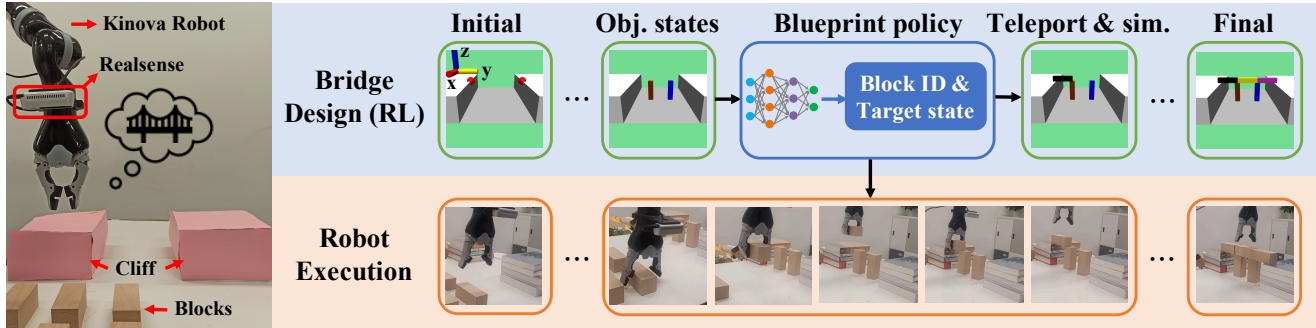 Kinova Robot
Realsense
Cliff
Blocks
Initial
Obj. states
Blueprint policy
Teleport & sim.
Final
Bridge
Design (RL)
z
y
x
...
Block ID &
Target state
...
Robot
Execution
...
...